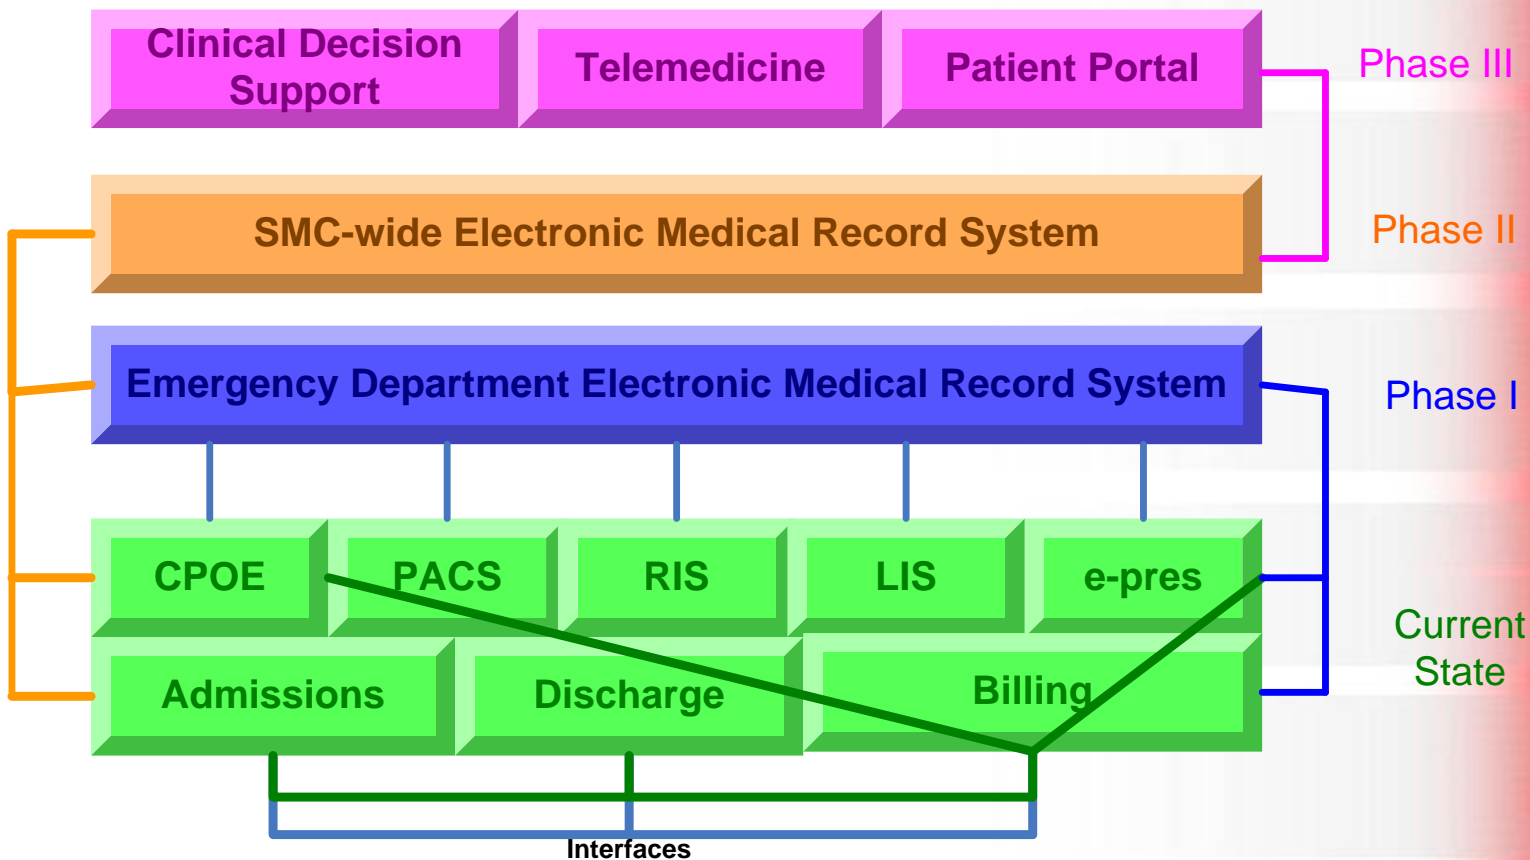 Clinical Decision
Support
Telemedicine
Patient Portal
Phase III
SMC-wide Electronic Medical Record System
Phase II
Emergency Department Electronic Medical Record System
Phase I
CPOE
PACS
RIS
LIS
e-pres
Current
State
Admissions
Discharge
Billing
Interfaces